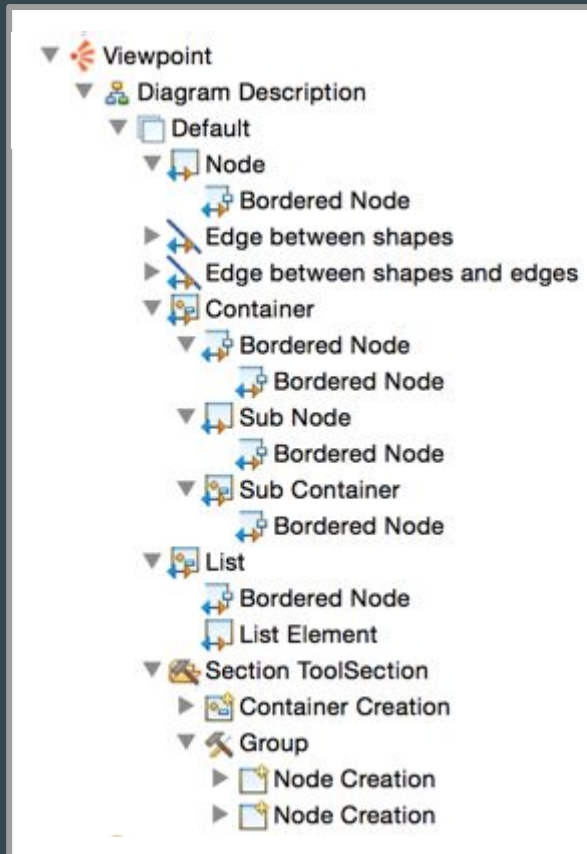 Viewpoint
Diagram Description
Default
Node
Bordered Node
Edge between shapes
Edge between shapes and edges
Container
Bordered Node
Bordered Node
Sub Node
Bordered Node
Sub Container
Bordered Node
List
Bordered Node
List Element
Section ToolSection
Container Creation
Group
Node Creation
Node Creation